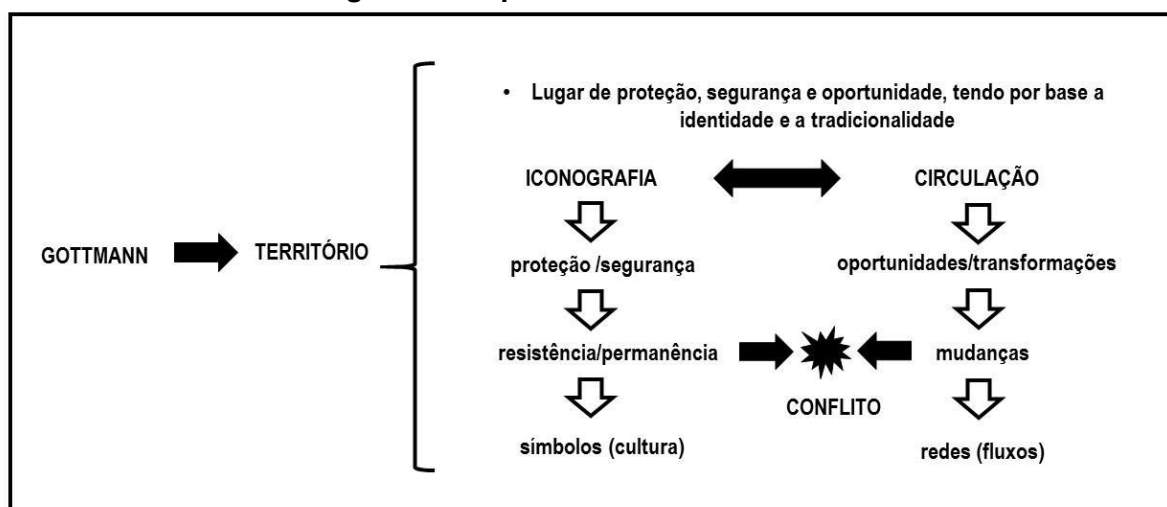 • Lugar de proteção, segurança e oportunidade, tendo por base a
identidade e a tradicionalidade
ICONOGRAFIA
CIRCULAÇÃO
GOTTMANN
TERRITÓRIO
proteção /segurança
oportunidades/transformações
resistência/permanência
mudanças
CONFLITO
símbolos (cultura)
redes (fluxos)